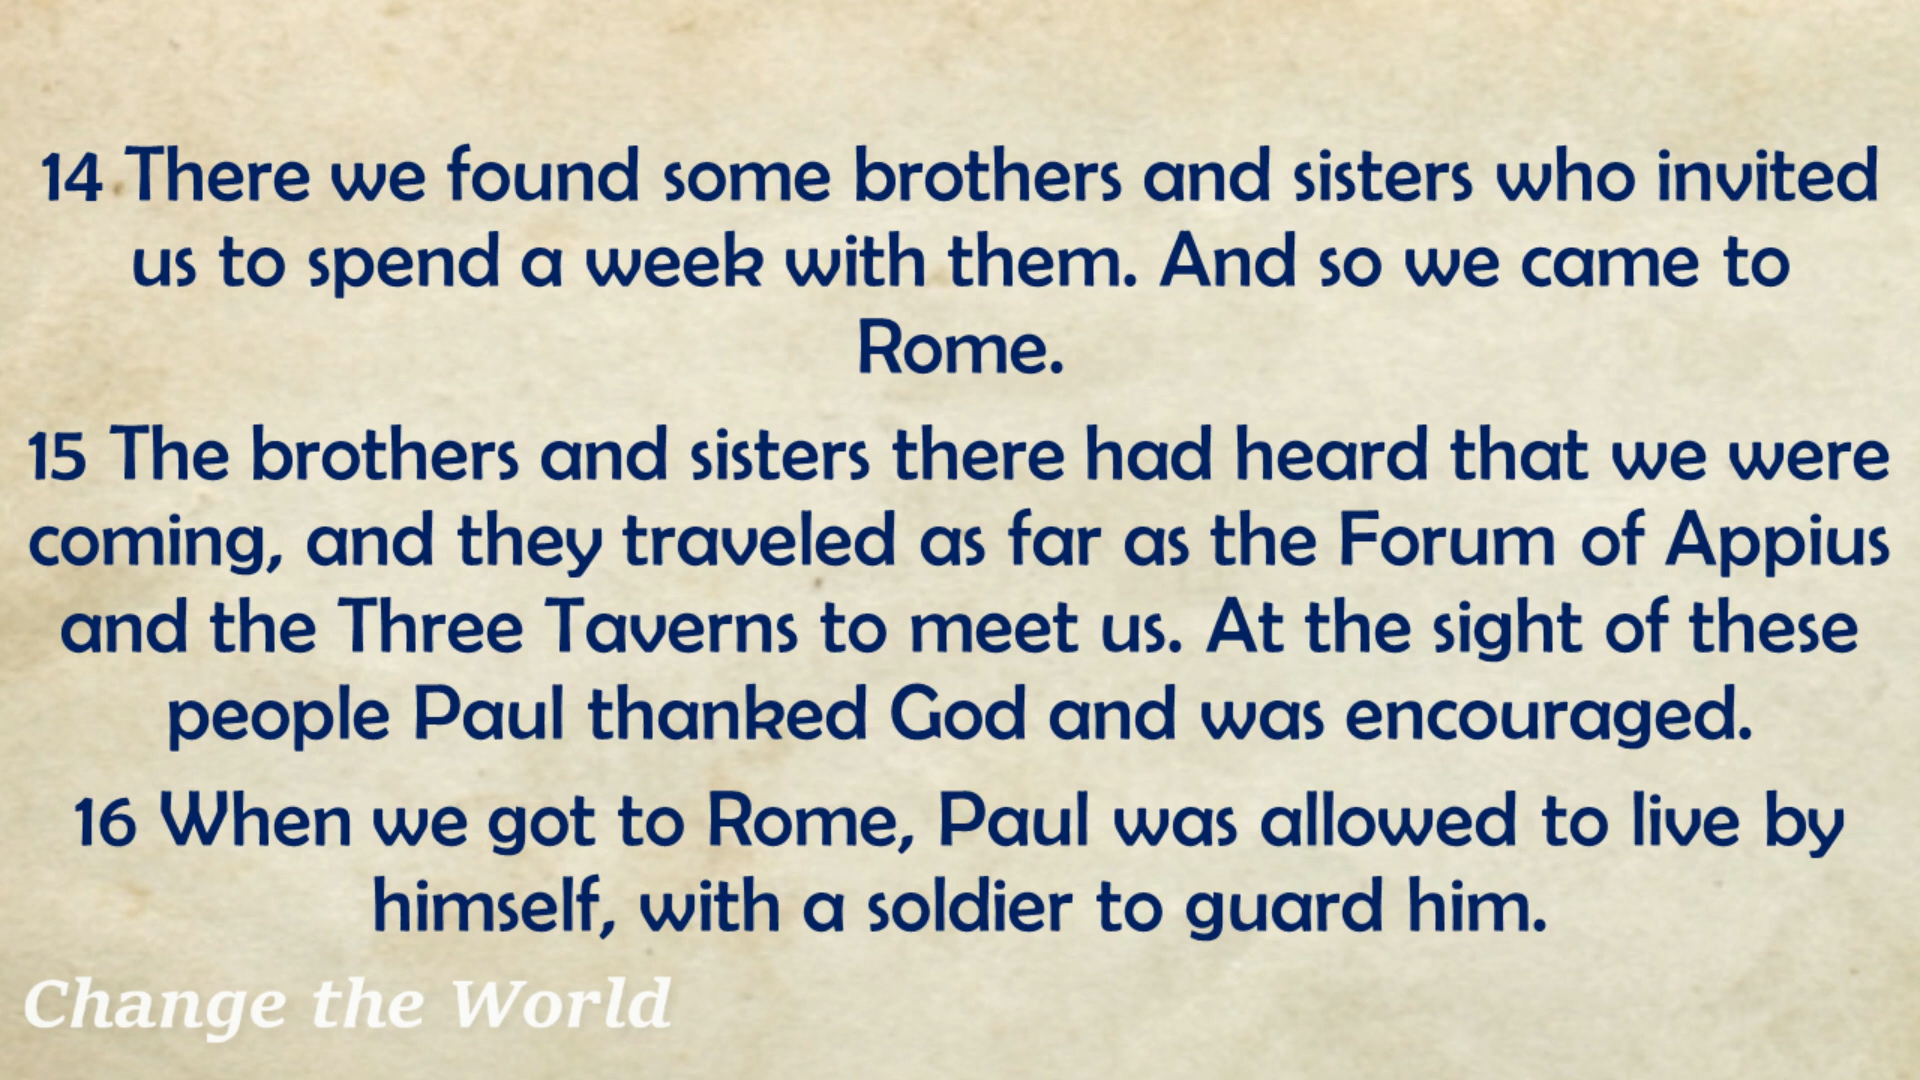 14 There we found some brothers and sisters who invited
us to spend a week with them. And so we came to
Rome.
15 The brothers and sisters there had heard that we were
coming, and they traveled as far as the Forum of Appius
and the Three Taverns to meet us. At the sight of these
people Paul thanked God and was encouraged.
16 When we got to Rome, Paul was allowed to live by
himself, with a soldier to guard him.
Change the World